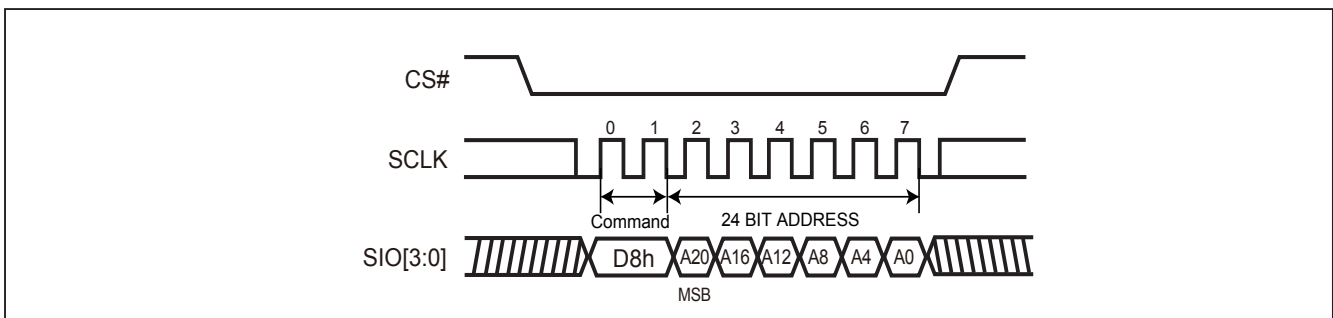 CS#
0 1 2 3 4 5 6 7
SCLK
Command 24 BIT ADDRESS
SIO[3:0] D8h A20 A16 A12 A8 A4 A0
MSB